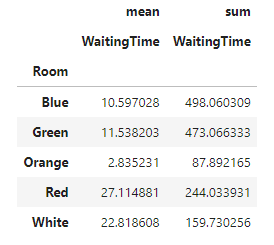 mean sum
WaitingTime WaitingTime
Room
Blue 10.597028 498.060309
Green 11.538203 473.066333
Orange 2.835231 87.892165
Red 27.114881 244.033931
White 22.818608 159.730256